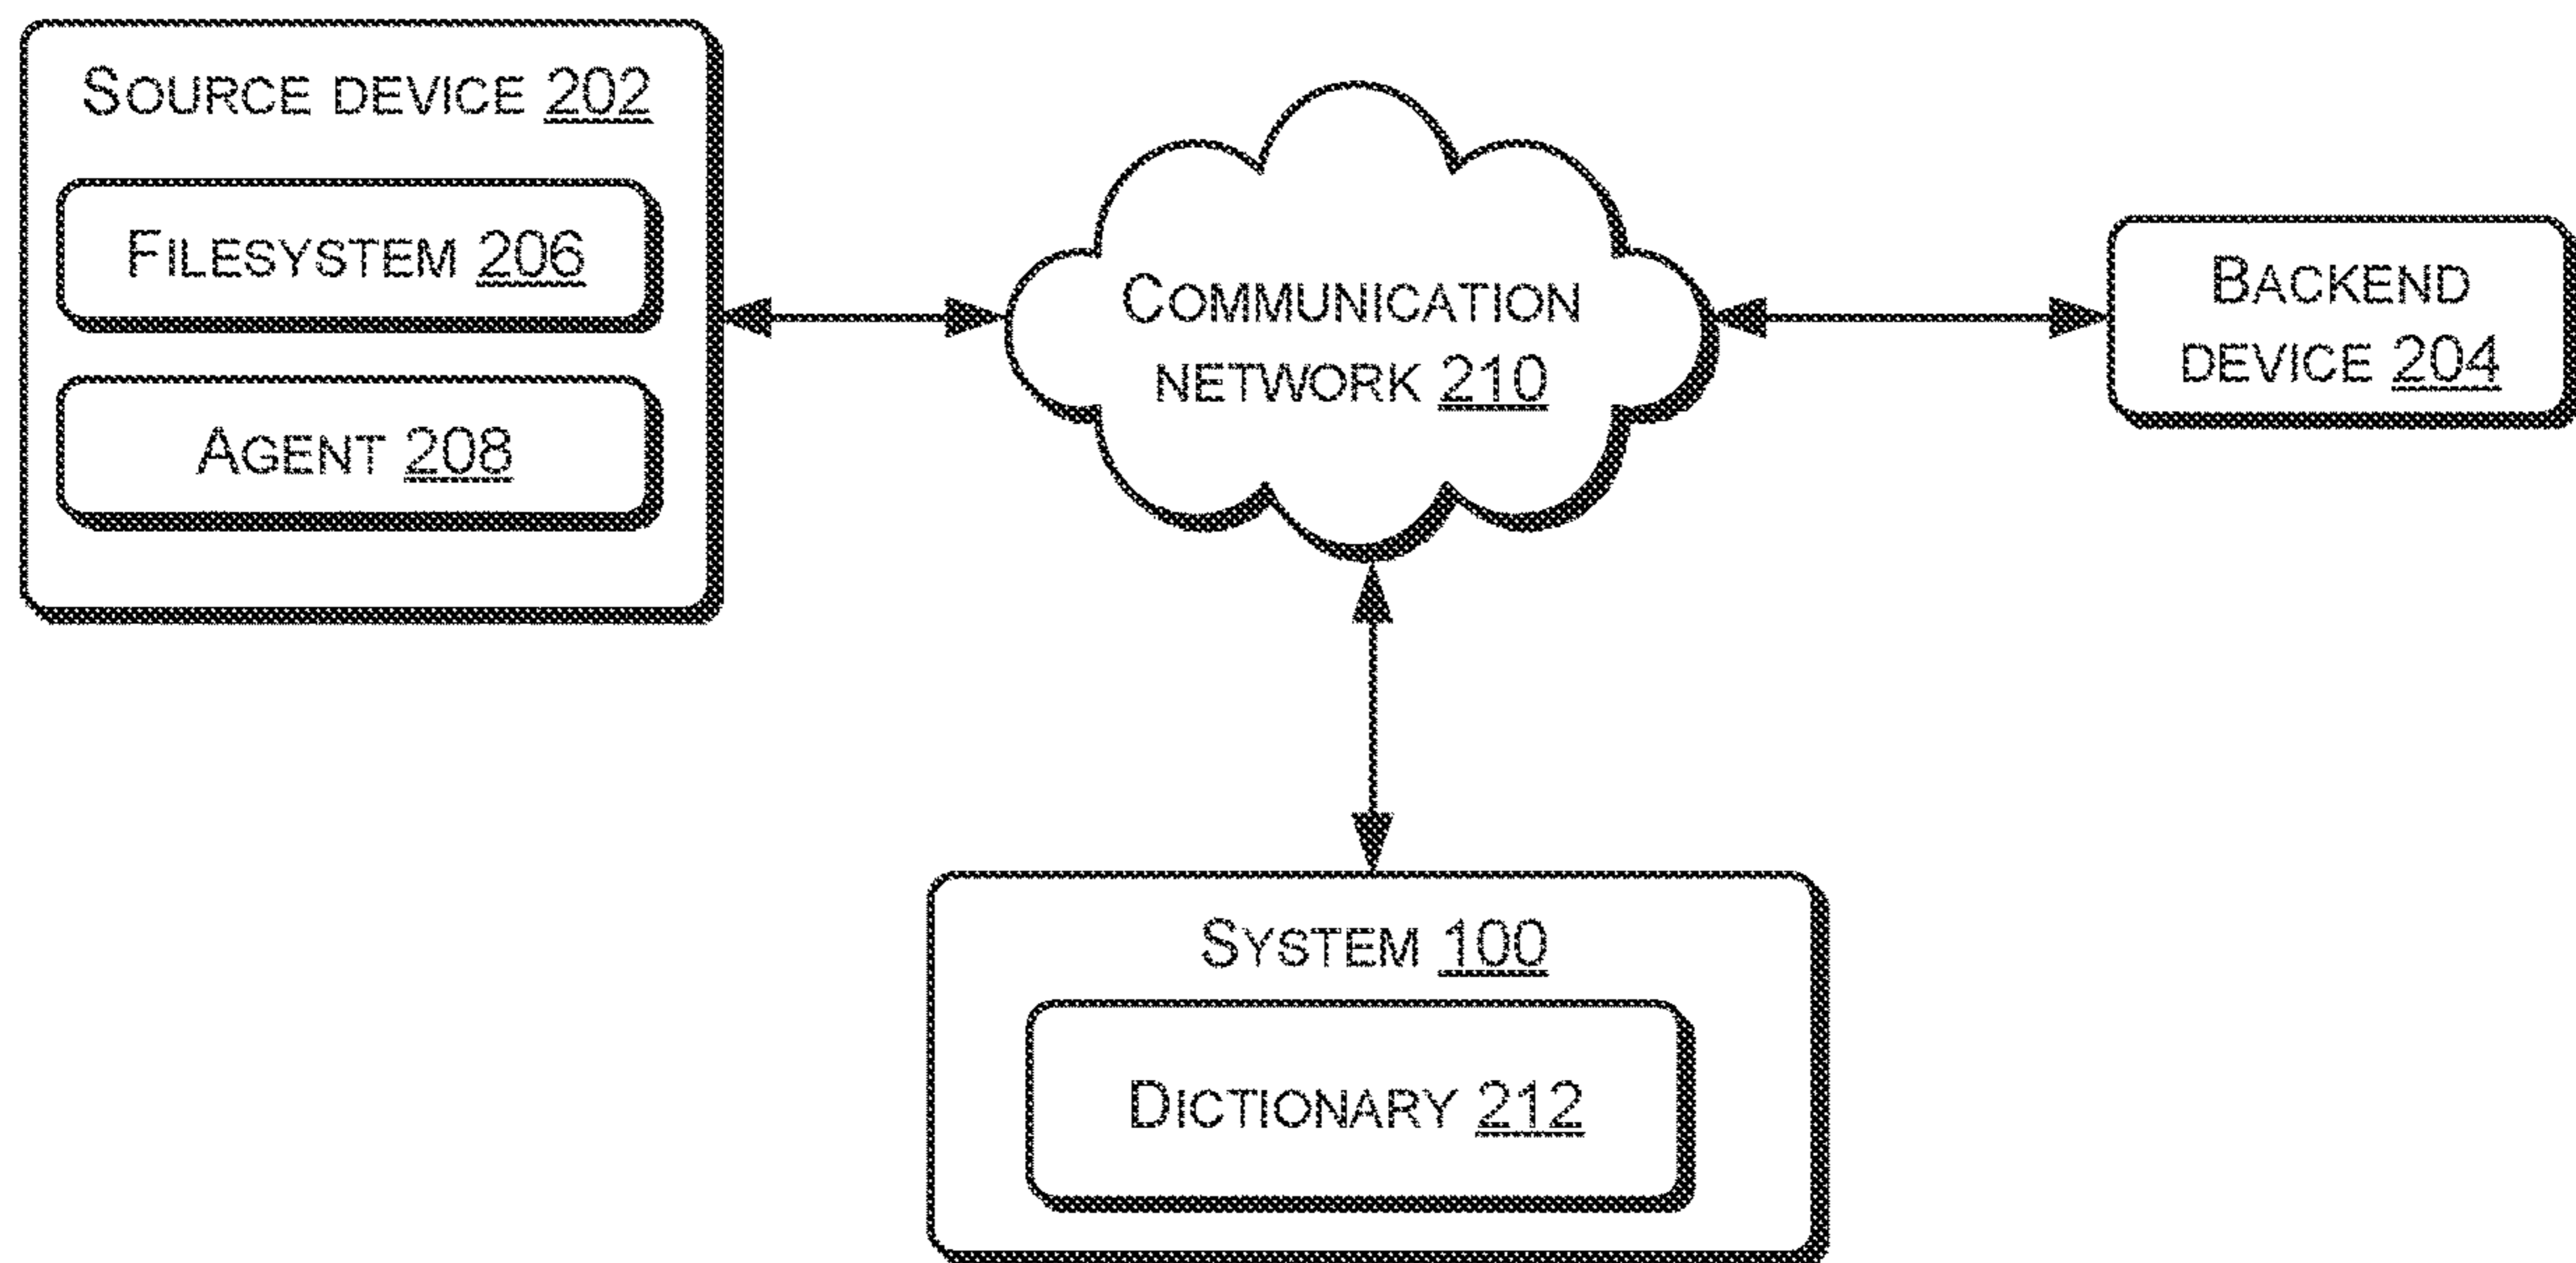 SOURCE DEVICE 202
FILESYSTEM 206
AGENT 208
COMMUNICATION
NETWORK 210
BACKEND
DEVICE 204
SYSTEM 100
DICTIONARY 212